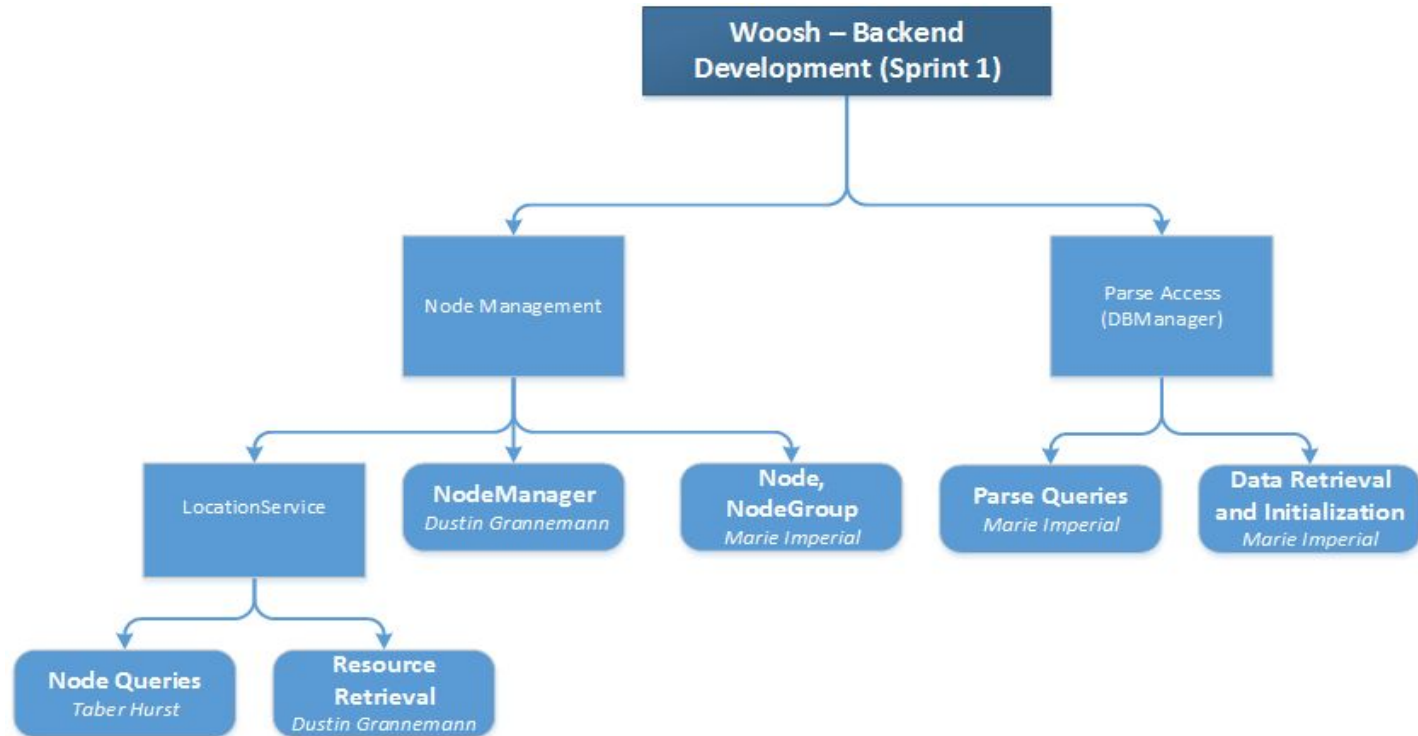 Woosh – Backend
Development (Sprint 1)
Node Management
Parse Access
(DBManager)
LocationService
NodeManager
Dustin Grannemann
Node,
NodeGroup
Marie Imperial
Parse Queries
Marie Imperial
Data Retrieval
and Initialization
Marie Imperial
Node Queries
Taber Hurst
Resource
Retrieval
Dustin Grannemann